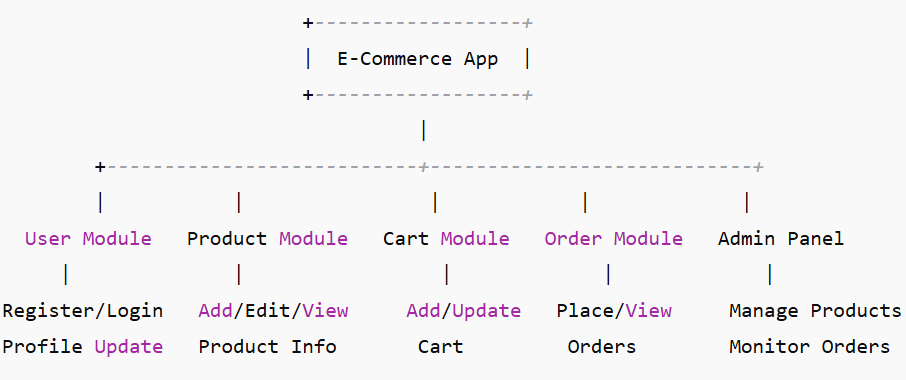 +------------------+
| E-Commerce App |
+------------------+
|
+---------------------------+----------------------------+
| | | | |
User Module Product Module Cart Module Order Module Admin Panel
| | | | |
Register/Login Add/Edit/View Add/Update Place/View Manage Products
Profile Update Product Info Cart Orders Monitor Orders